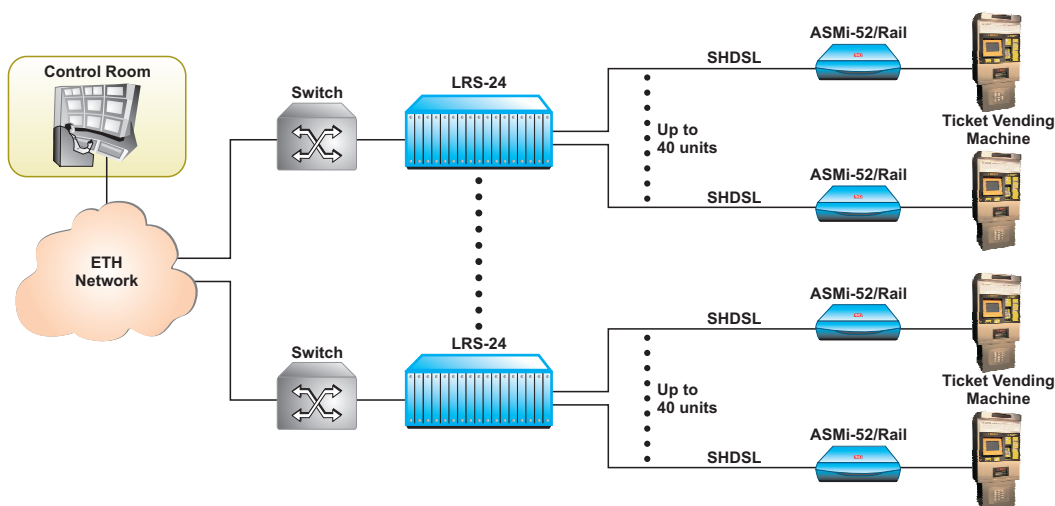 Control Room
ETH
Network
Switch
LRS-24
SHDSL
ASMi-52/Rail
Up to
40 units
Ticket Vending
Machine
SHDSL
ASMi-52/Rail
Switch
LRS-24
SHDSL
ASMi-52/Rail
Up to
40 units
Ticket Vending
Machine
SHDSL
ASMi-52/Rail